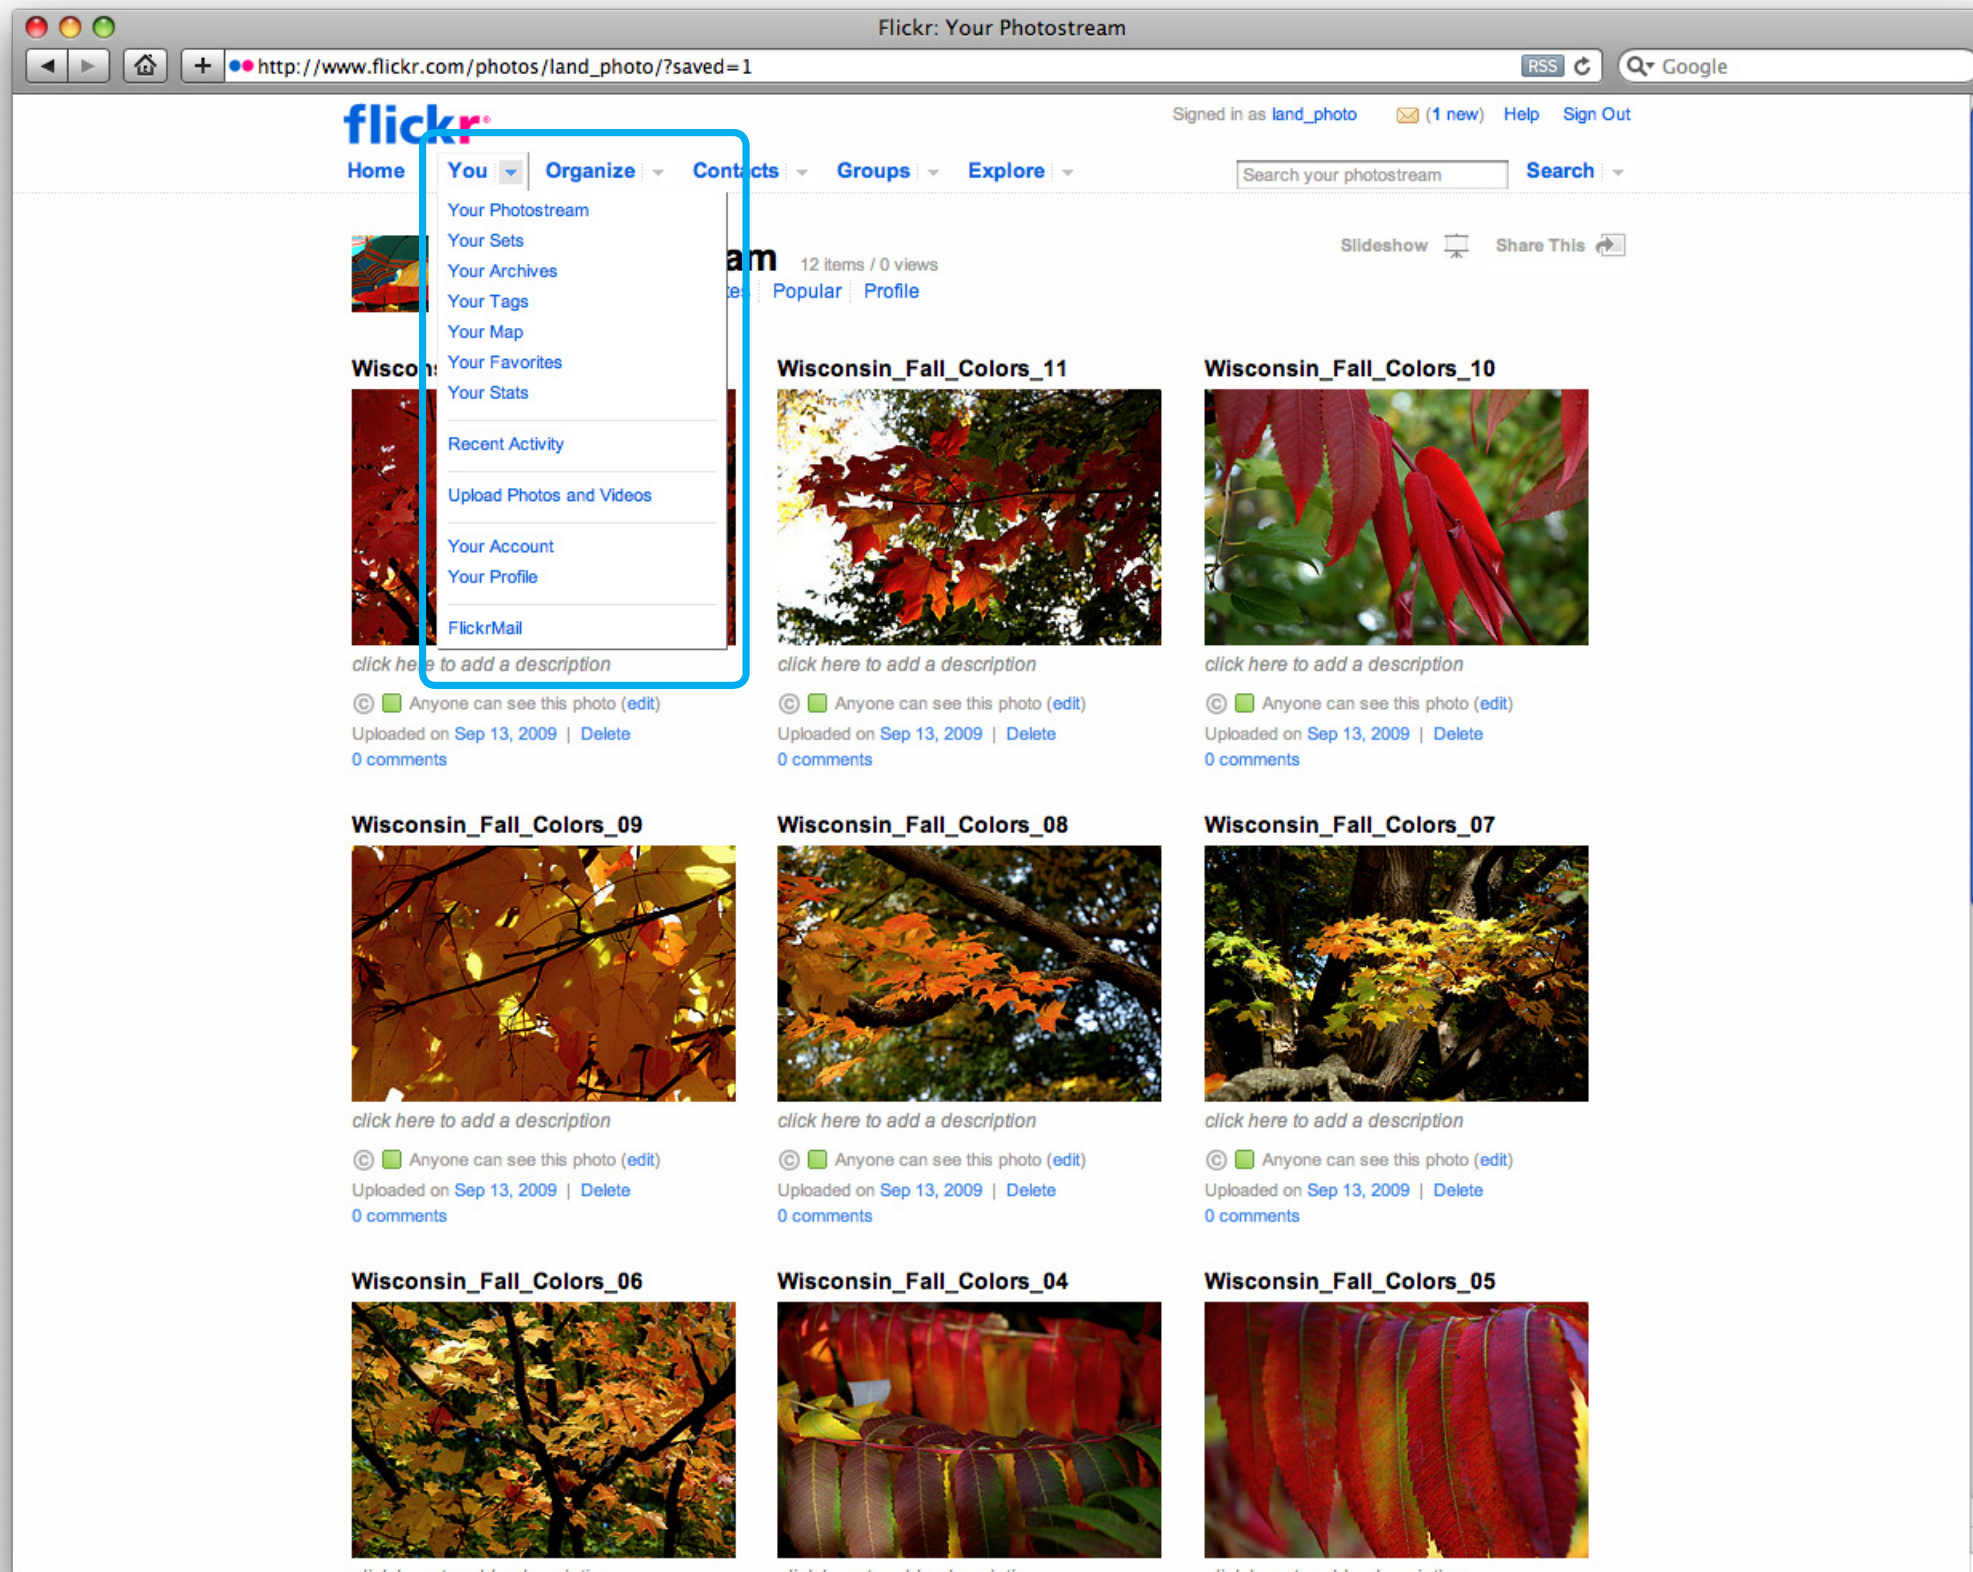 Flickr: Your Photostream
http://www.flickr.com/photos/land_photo/?saved=1
RSS
Google
flickr
Signed in as land_photo (1 new) Help Sign Out
Home You Organize Contacts Groups Explore
Search your photostream Search
Your Photostream
Your Sets
Your Archives
Your Tags
Your Map
Your Favorites
Your Stats
Recent Activity
Upload Photos and Videos
Your Account
Your Profile
FlickrMail
am 12 items / 0 views
tes Popular Profile
Slideshow Share This
Wiscons
Wisconsin_Fall_Colors_11
Wisconsin_Fall_Colors_10
click here to add a description
click here to add a description
click here to add a description
© Anyone can see this photo (edit)
© Anyone can see this photo (edit)
© Anyone can see this photo (edit)
Uploaded on Sep 13, 2009 | Delete
Uploaded on Sep 13, 2009 | Delete
Uploaded on Sep 13, 2009 | Delete
0 comments
0 comments
0 comments
Wisconsin_Fall_Colors_09
Wisconsin_Fall_Colors_08
Wisconsin_Fall_Colors_07
click here to add a description
click here to add a description
click here to add a description
© Anyone can see this photo (edit)
© Anyone can see this photo (edit)
© Anyone can see this photo (edit)
Uploaded on Sep 13, 2009 | Delete
Uploaded on Sep 13, 2009 | Delete
Uploaded on Sep 13, 2009 | Delete
0 comments
0 comments
0 comments
Wisconsin_Fall_Colors_06
Wisconsin_Fall_Colors_04
Wisconsin_Fall_Colors_05